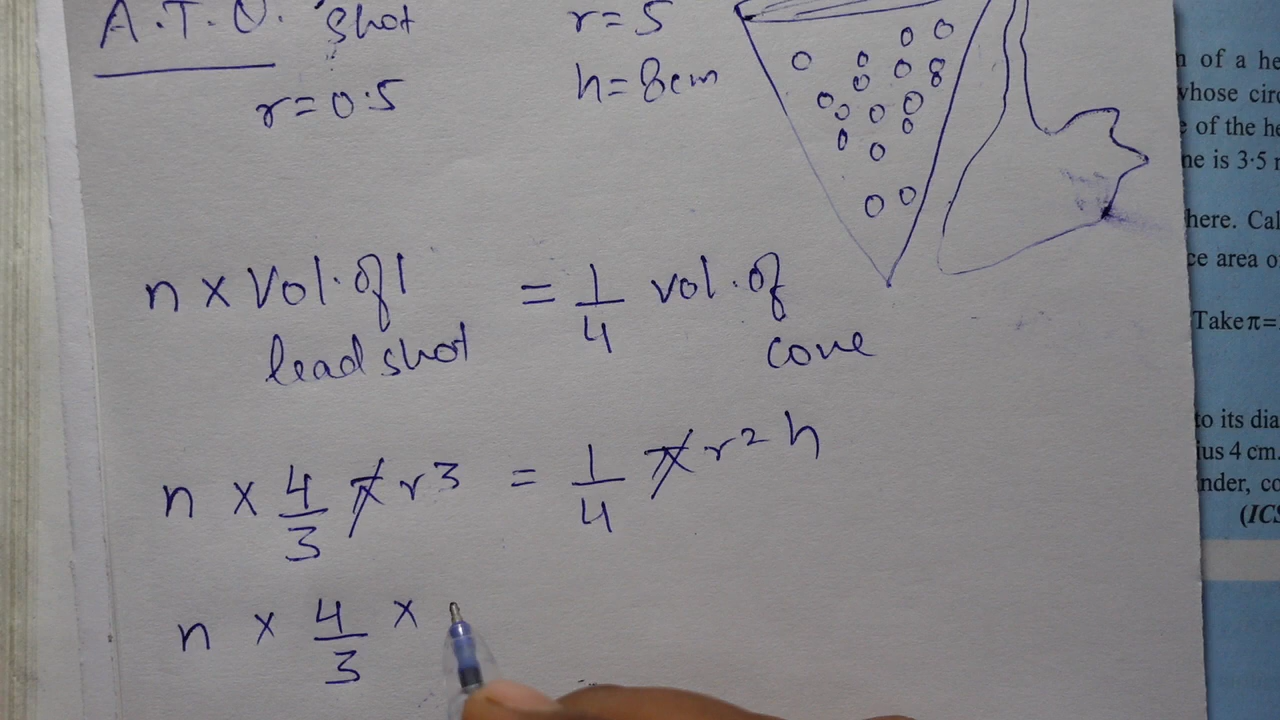 A.T.Q. shot
r=5
r=0.5
h=8cm
n × Vol. of 1 lead shot = 1/4 vol. of cone
n × 4/3 π r3 = 1/4 π r2 h
n × 4/3 ×
n of a he
whose circ
e of the he
ne is 3·5 m
here. Cal
ce area o
Take π=
to its dia
ius 4 cm.
nder, co
(ICS